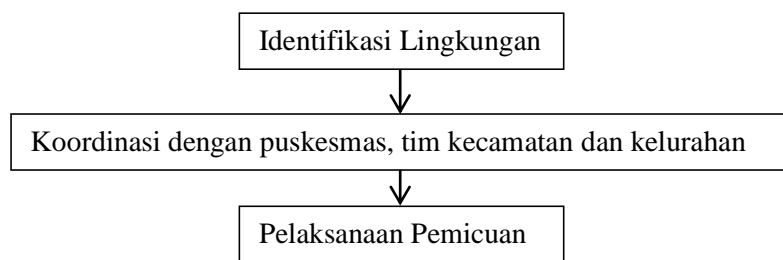 Identifikasi Lingkungan
Koordinasi dengan puskesmas, tim kecamatan dan kelurahan
Pelaksanaan Pemicuan